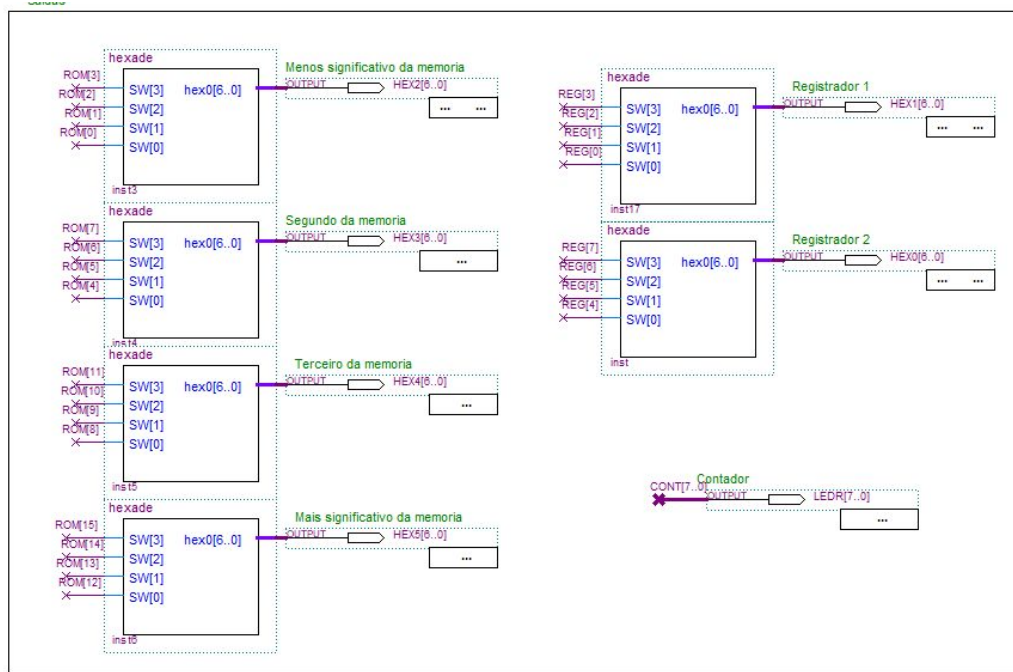 Saídas
hexade
Menos significativo da memoria
ROM[3]
ROM[2]
ROM[1]
ROM[0]
SW[3] hex0[6..0]
SW[2]
SW[1]
SW[0]
OUTPUT HEX2[6..0]
... ...
inst3
hexade
Segundo da memoria
ROM[7]
ROM[6]
ROM[5]
ROM[4]
SW[3] hex0[6..0]
SW[2]
SW[1]
SW[0]
OUTPUT HEX3[6..0]
...
inst4
hexade
Terceiro da memoria
ROM[11]
ROM[10]
ROM[9]
ROM[8]
SW[3] hex0[6..0]
SW[2]
SW[1]
SW[0]
OUTPUT HEX4[6..0]
...
inst5
hexade
Mais significativo da memoria
ROM[15]
ROM[14]
ROM[13]
ROM[12]
SW[3] hex0[6..0]
SW[2]
SW[1]
SW[0]
OUTPUT HEX5[6..0]
...
inst6
hexade
Registrador 1
REG[3]
REG[2]
REG[1]
REG[0]
SW[3] hex0[6..0]
SW[2]
SW[1]
SW[0]
OUTPUT HEX1[6..0]
... ...
inst17
hexade
Registrador 2
REG[7]
REG[6]
REG[5]
REG[4]
SW[3] hex0[6..0]
SW[2]
SW[1]
SW[0]
OUTPUT HEX0[6..0]
... ...
inst
Contador
CONT[7..0] OUTPUT LEDR[7..0]
...